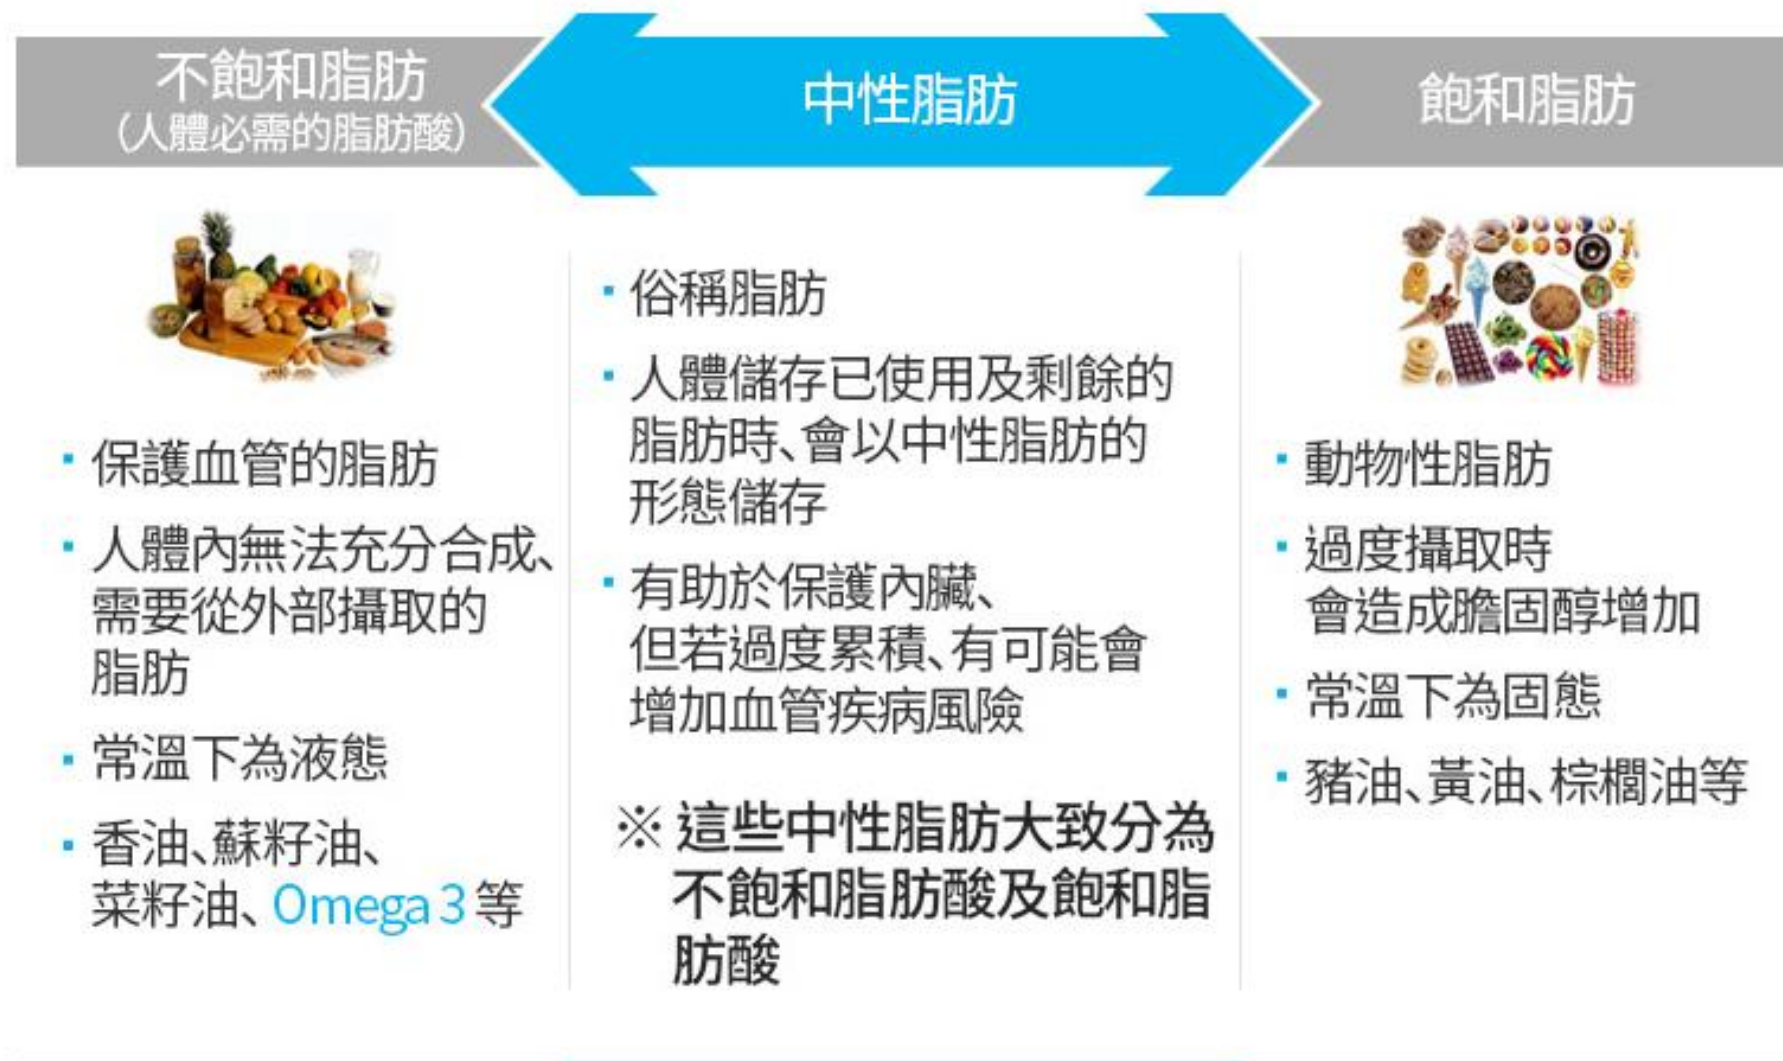 不飽和脂肪
(人體必需的脂肪酸)
中性脂肪
飽和脂肪
▪ 保護血管的脂肪
▪ 人體內無法充分合成、
需要從外部攝取的
脂肪
▪ 常溫下為液態
▪ 香油、蘇籽油、
菜籽油、Omega 3 等
▪ 俗稱脂肪
▪ 人體儲存已使用及剩餘的
脂肪時、會以中性脂肪的
形態儲存
▪ 有助於保護內臟、
但若過度累積、有可能會
增加血管疾病風險
※ 這些中性脂肪大致分為
不飽和脂肪酸及飽和脂
肪酸
▪ 動物性脂肪
▪ 過度攝取時
會造成膽固醇增加
▪ 常溫下為固態
▪ 豬油、黃油、棕櫚油等